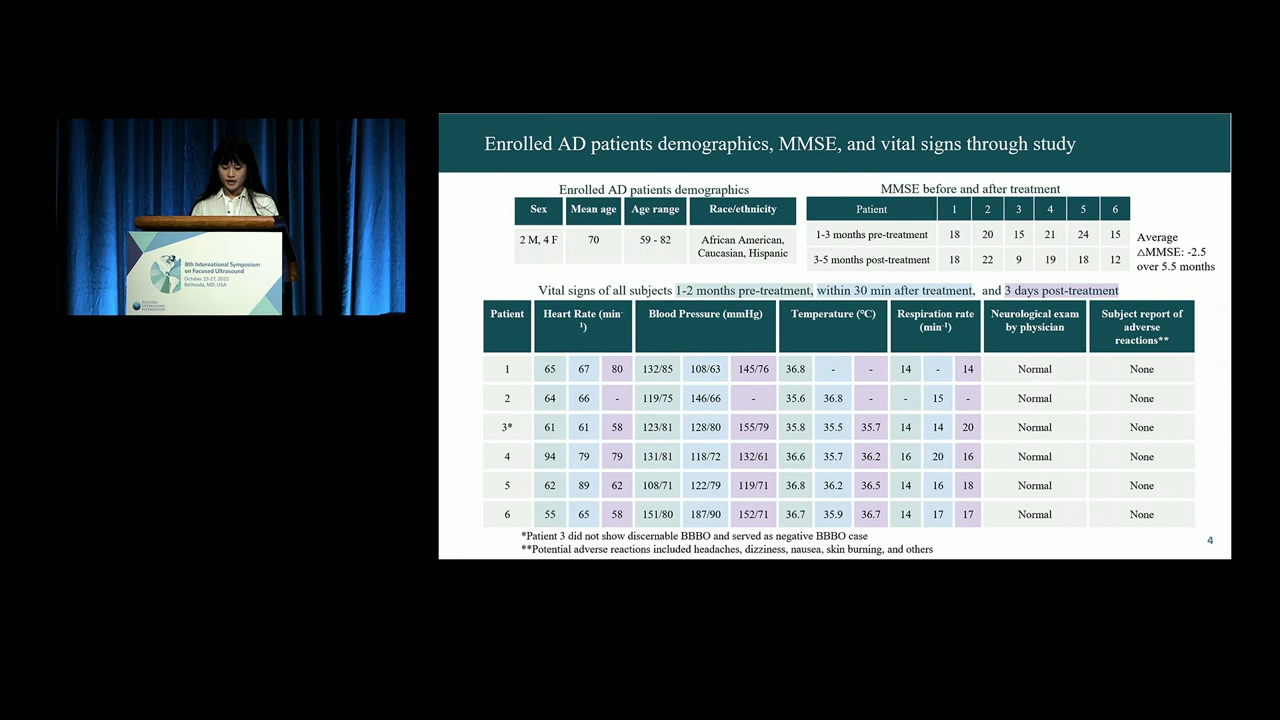 Enrolled AD patients demographics, MMSE, and vital signs through study
Enrolled AD patients demographics
Sex Mean age Age range Race/ethnicity
2 M, 4 F 70 59 - 82 African American,
Caucasian, Hispanic
MMSE before and after treatment
Patient 1 2 3 4 5 6
1-3 months pre-treatment 18 20 15 21 24 15
3-5 months post-treatment 18 22 9 19 18 12
Average
△MMSE: -2.5
over 5.5 months
Vital signs of all subjects 1-2 months pre-treatment, within 30 min after treatment, and 3 days post-treatment
Patient Heart Rate (min-1) Blood Pressure (mmHg) Temperature (°C) Respiration rate (min-1) Neurological exam by physician Subject report of adverse reactions**
1 65 67 80 132/85 108/63 145/76 36.8 - - 14 - 14 Normal None
2 64 66 - 119/75 146/66 - 35.6 36.8 - - 15 - Normal None
3* 61 61 58 123/81 128/80 155/79 35.8 35.5 35.7 14 14 20 Normal None
4 94 79 79 131/81 118/72 132/61 36.6 35.7 36.2 16 20 16 Normal None
5 62 89 62 108/71 122/79 119/71 36.8 36.2 36.5 14 16 18 Normal None
6 55 65 58 151/80 187/90 152/71 36.7 35.9 36.7 14 17 17 Normal None
*Patient 3 did not show discernable BBBO and served as negative BBBO case
**Potential adverse reactions included headaches, dizziness, nausea, skin burning, and others
4
8th International Symposium
on Focused Ultrasound
October 23-27, 2022
Bethesda, MD, USA
FOCUSED
ULTRASOUND
FOUNDATION